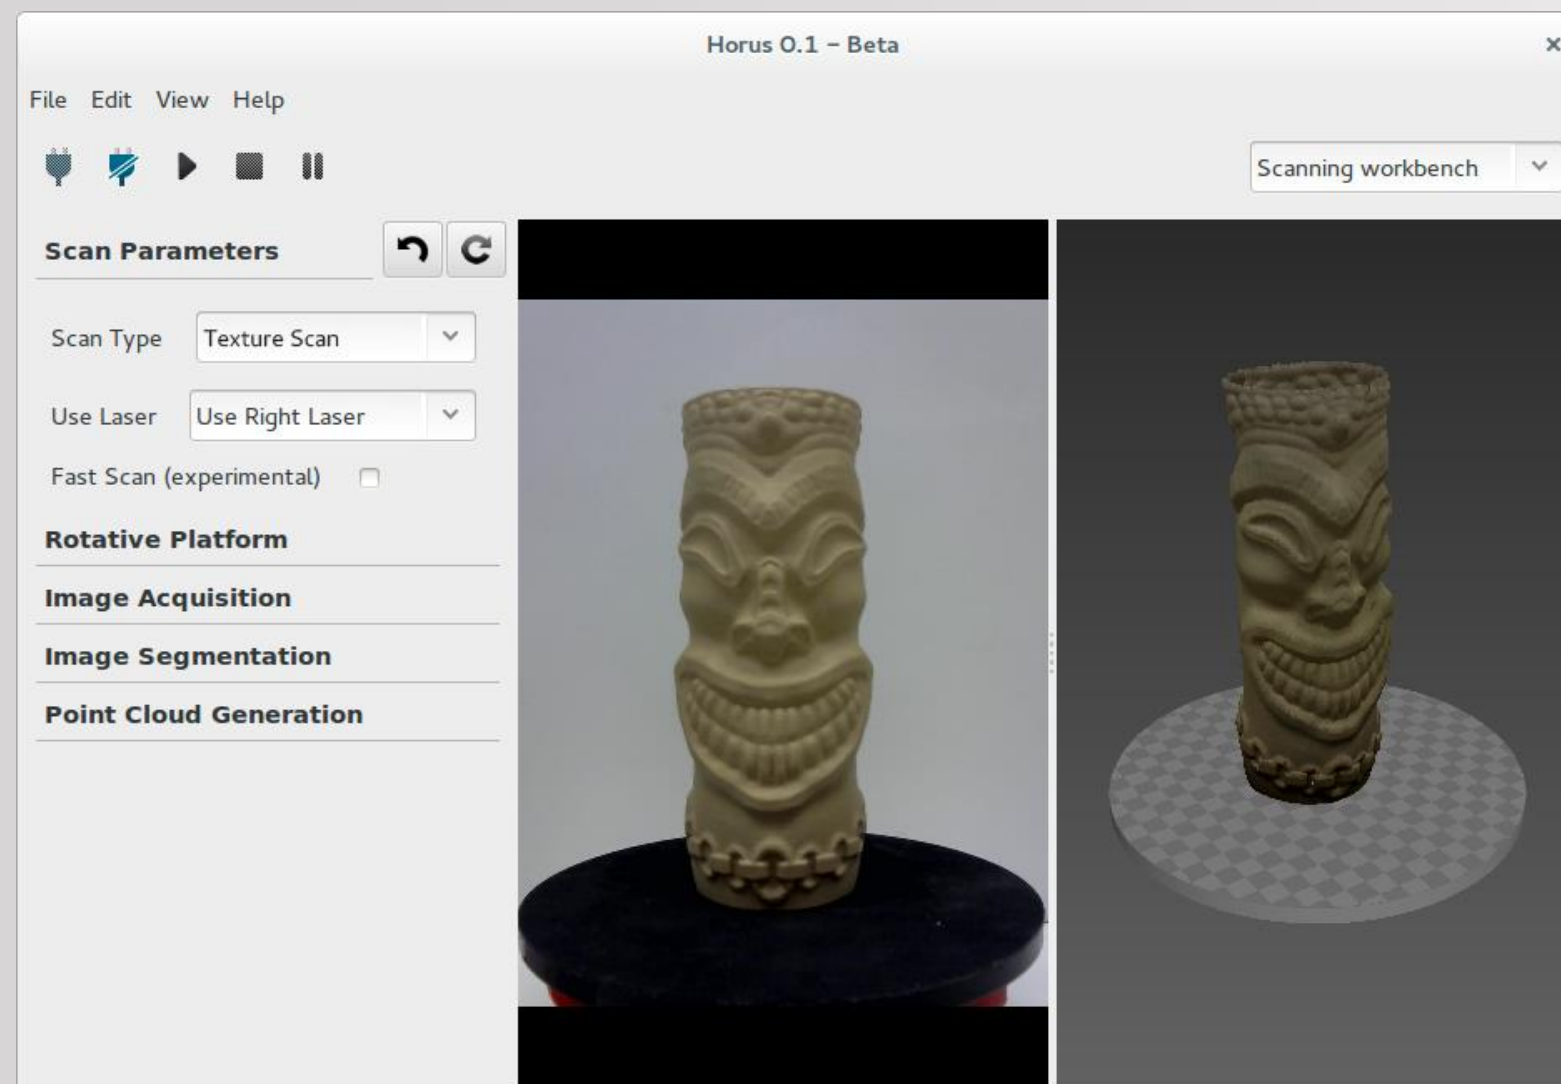 Horus 0.1 – Beta
File Edit View Help
Scanning workbench
Scan Parameters
Scan Type Texture Scan
Use Laser Use Right Laser
Fast Scan (experimental)
Rotative Platform
Image Acquisition
Image Segmentation
Point Cloud Generation